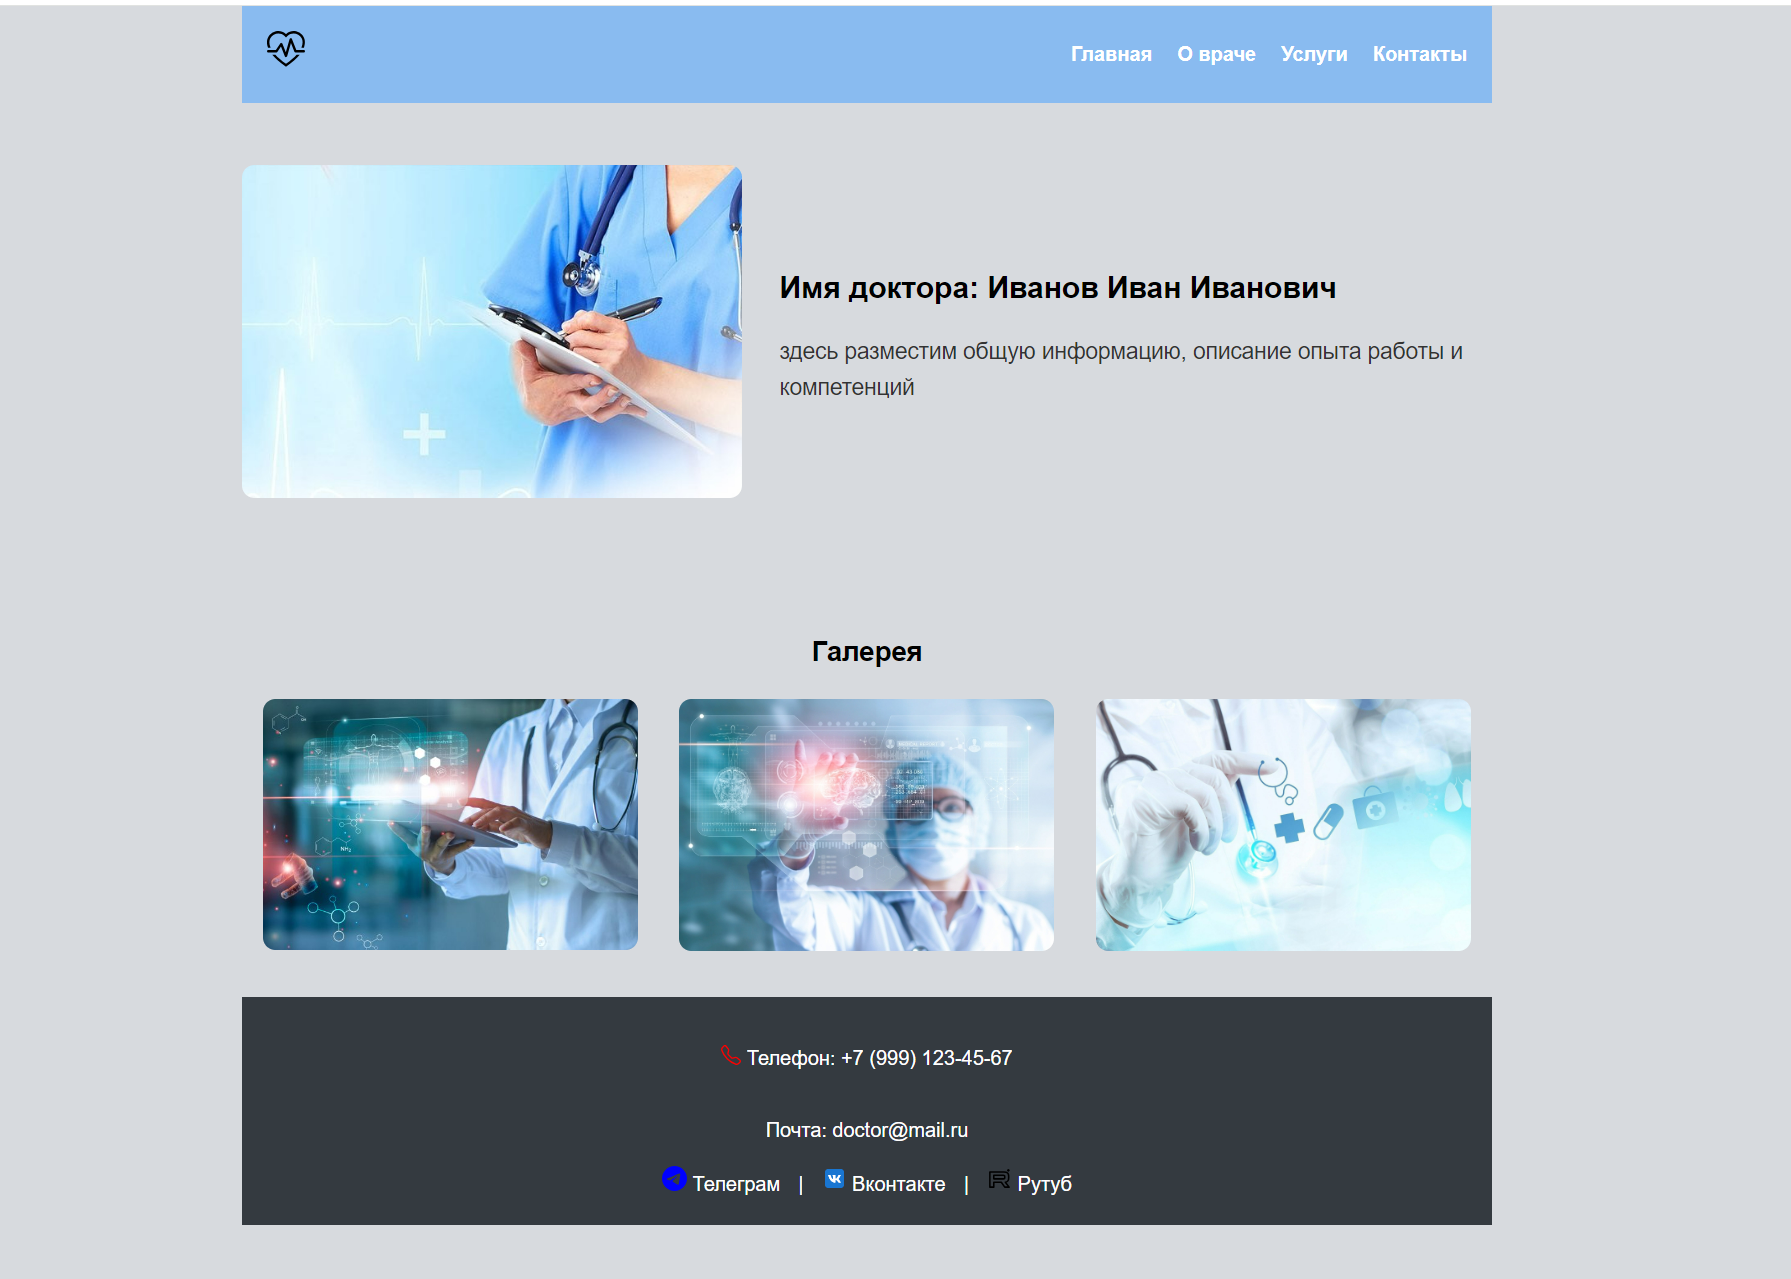 Главная О враче Услуги Контакты
Имя доктора: Иванов Иван Иванович
здесь разместим общую информацию, описание опыта работы и
компетенций
Галерея
NH₂
Телефон: +7 (999) 123-45-67
Почта: doctor@mail.ru
Телеграм | Вконтакте | Рутуб